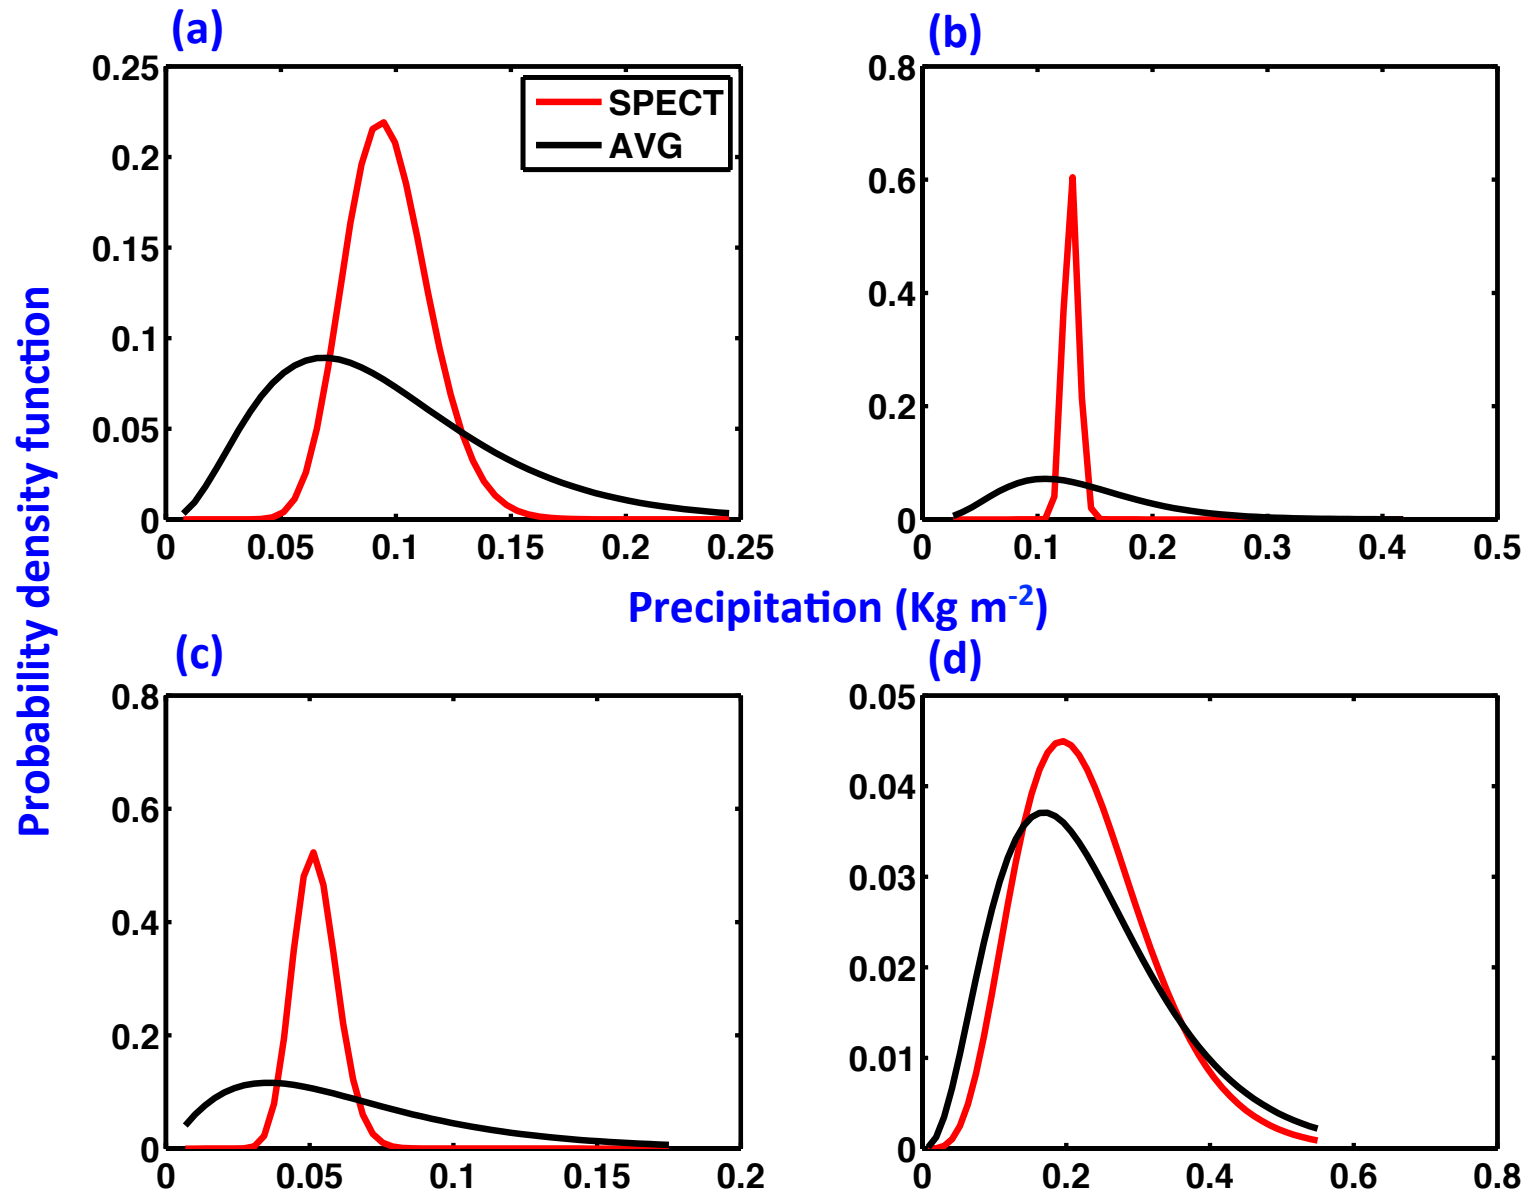 (a)
0.25
0.2
0.15
0.1
0.05
0
0 0.05 0.1 0.15 0.2 0.25
SPECT
AVG
(b)
0.8
0.6
0.4
0.2
0
0 0.1 0.2 0.3 0.4 0.5
Probability density function
Precipitation (Kg m-2)
(c)
0.8
0.6
0.4
0.2
0
0 0.05 0.1 0.15 0.2
(d)
0.05
0.04
0.03
0.02
0.01
0
0 0.2 0.4 0.6 0.8